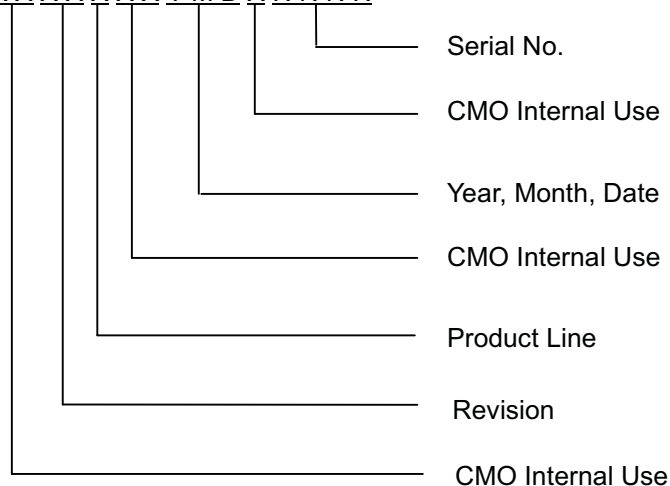 Serial No.
CMO Internal Use
Year, Month, Date
CMO Internal Use
Product Line
Revision
CMO Internal Use